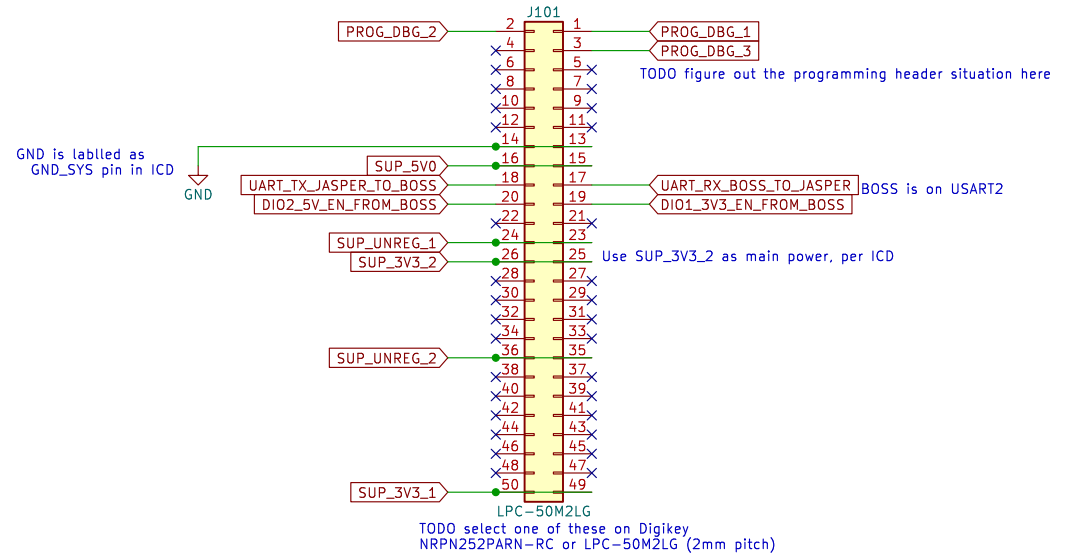 J101
PROG_DBG_2 2 1 PROG_DBG_1
4 3 PROG_DBG_3
6 5 TODO figure out the programming header situation here
8 7
10 9
12 11
14 13
GND is lablled as
GND_SYS pin in ICD
GND
SUP_5V0 16 15
UART_TX_JASPER_TO_BOSS 18 17 UART_RX_BOSS_TO_JASPER BOSS is on USART2
DIO2_5V_EN_FROM_BOSS 20 19 DIO1_3V3_EN_FROM_BOSS
22 21
SUP_UNREG_1 24 23
SUP_3V3_2 26 25 Use SUP_3V3_2 as main power, per ICD
28 27
30 29
32 31
34 33
SUP_UNREG_2 36 35
38 37
40 39
42 41
44 43
46 45
48 47
SUP_3V3_1 50 49
LPC-50M2LG
TODO select one of these on Digikey
NRPN252PARN-RC or LPC-50M2LG (2mm pitch)